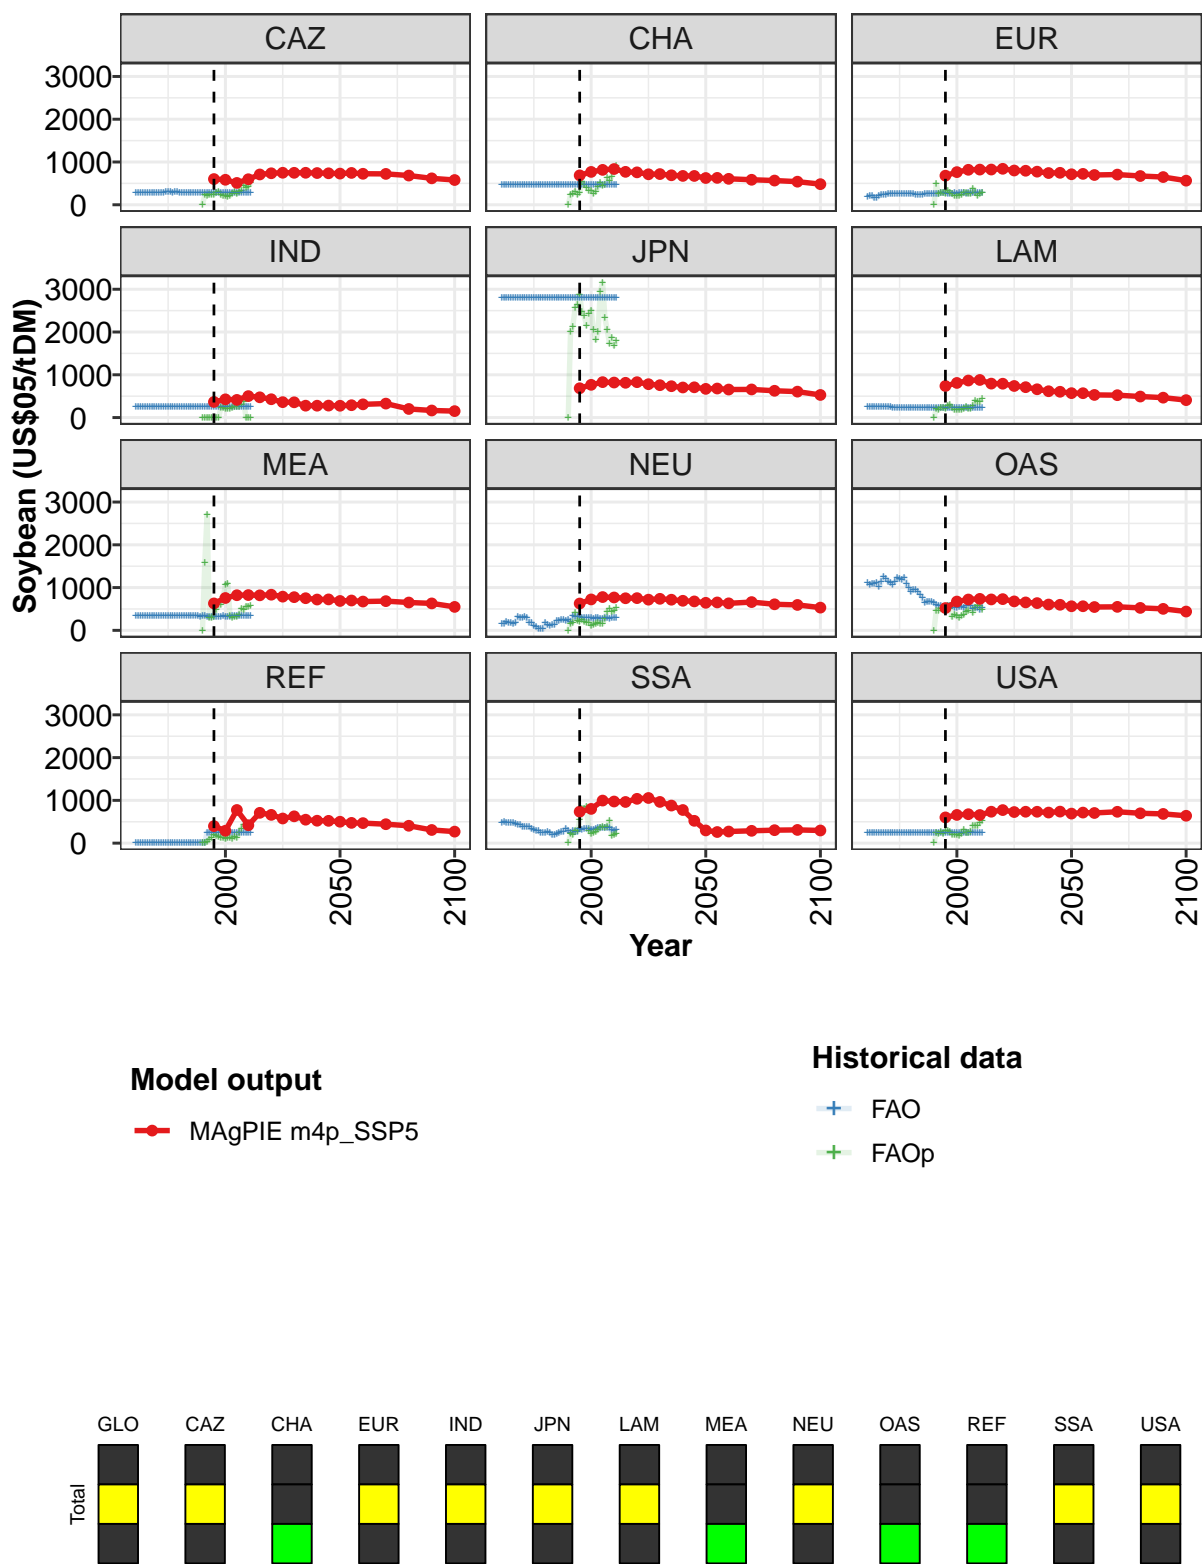 CAZ CHA EUR
3000
2000
1000
0
IND JPN LAM
3000
2000
1000
0
Soybean (US$05/tDM)
MEA NEU OAS
3000
2000
1000
0
REF SSA USA
3000
2000
1000
0
2000 2050 2100 2000 2050 2100 2000 2050 2100
Year
Model output
MAgPIE m4p_SSP5
Historical data
FAO
FAOp
GLO CAZ CHA EUR IND JPN LAM MEA NEU OAS REF SSA USA
Total